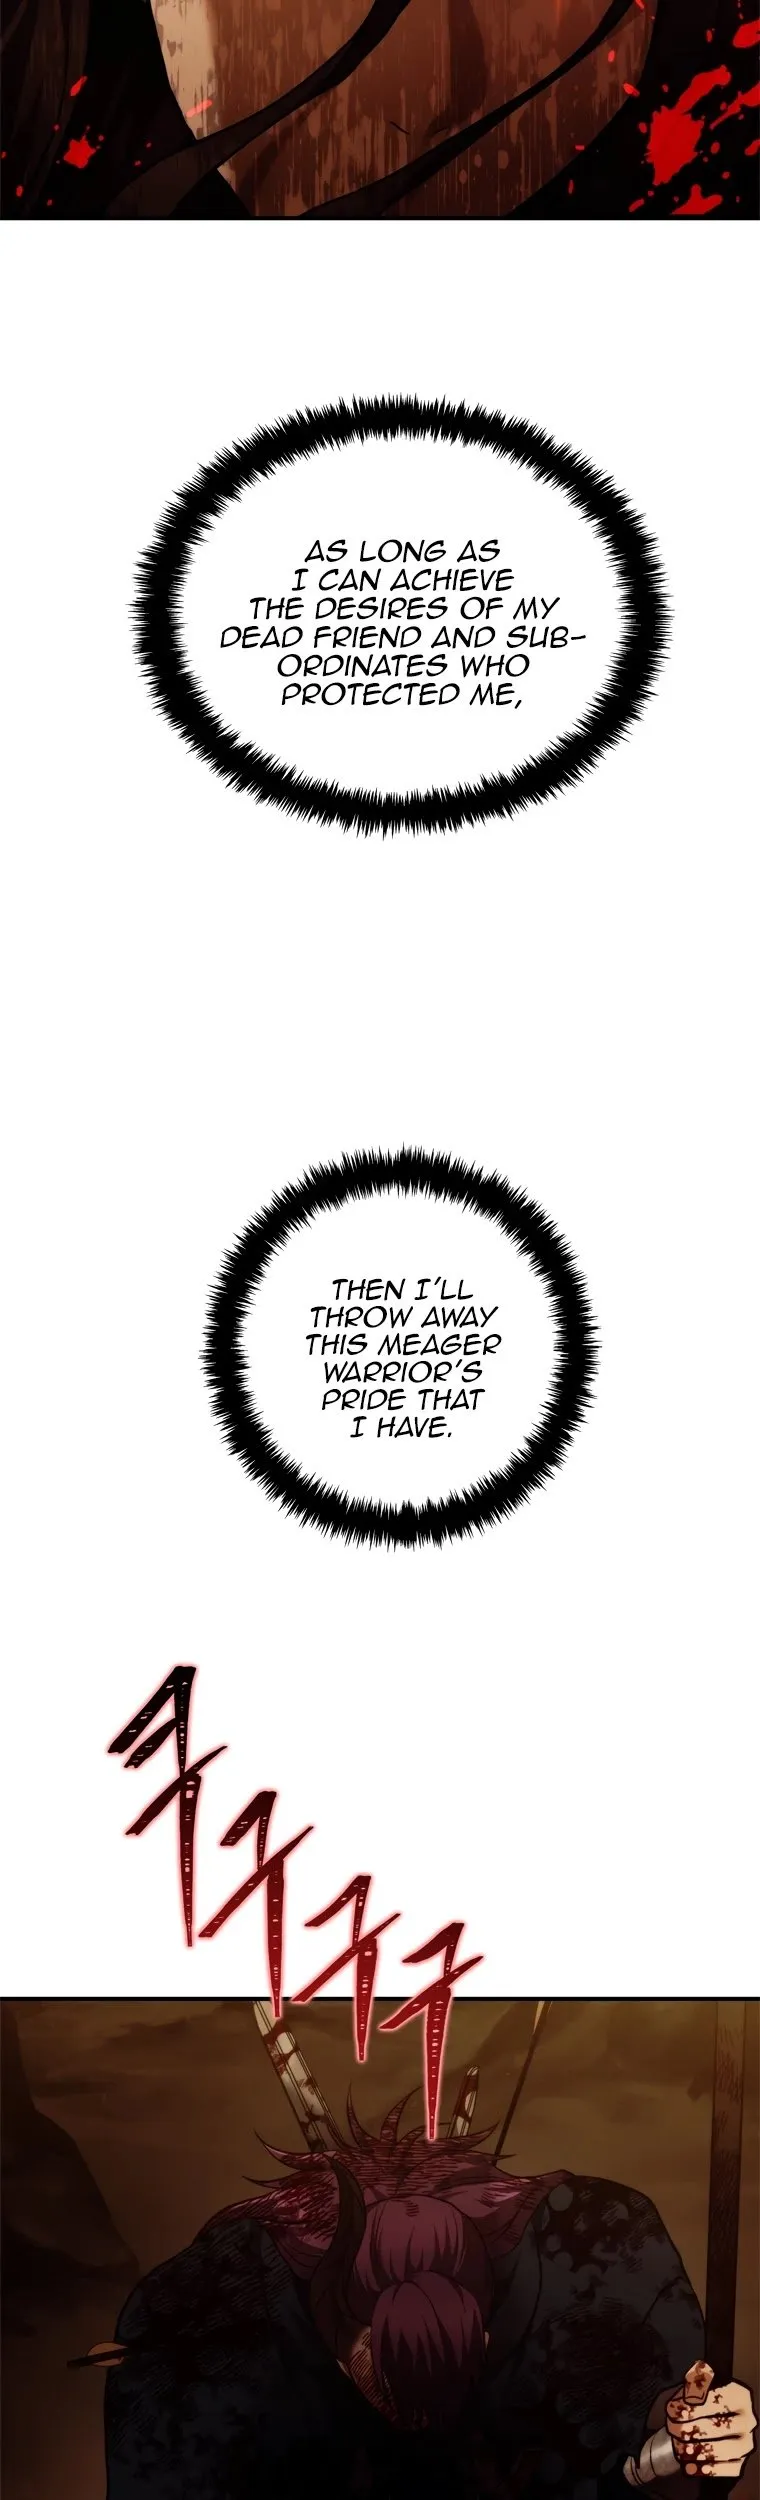 AS LONG AS
I CAN ACHIEVE
THE DESIRES OF MY
DEAD FRIEND AND SUB-
ORDINATES WHO
PROTECTED ME,
THEN I'LL
THROW AWAY
THIS MEAGER
WARRIOR'S
PRIDE THAT
I HAVE.